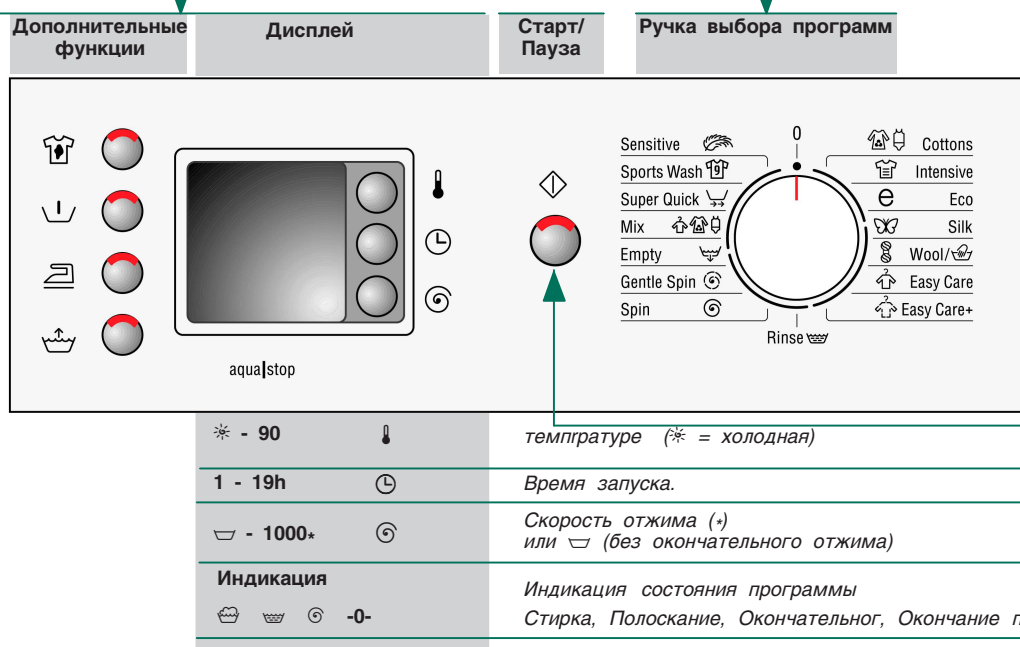 Дополнительные функции
Дисплей
Старт/
Пауза
Ручка выбора программ
Sensitive
Sports Wash
Super Quick
Mix
Empty
Gentle Spin
Spin
0
Cottons
Intensive
e Eco
Silk
Wool/
Easy Care
Easy Care+
Rinse
aqua stop
- 90
темпıратуре ( = холодная)
1 - 19h
Время запуска.
- 1000*
Скорость отжима (*)
или (без окончательного отжима)
Индикация
Индикация состояния программы
-0-
Стирка, Полоскание, Окончательног, Окончание п